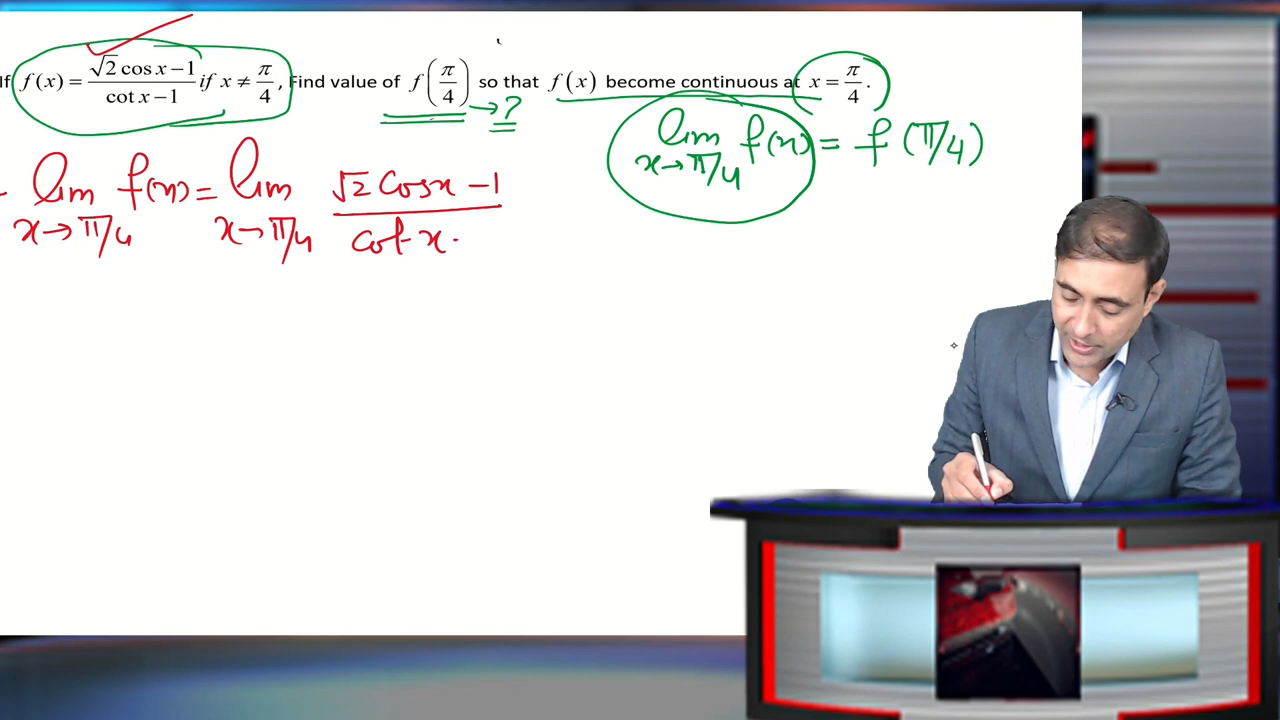 If f(x) = (√2 cos x − 1)/(cot x − 1) if x ≠ π/4, Find value of f(π/4) so that f(x) become continuous at x = π/4.
→ ?
lim x→π/4 f(x) = f(π/4)
lim x→π/4 f(x) = lim x→π/4 (√2 cos x − 1)/(cot x ·